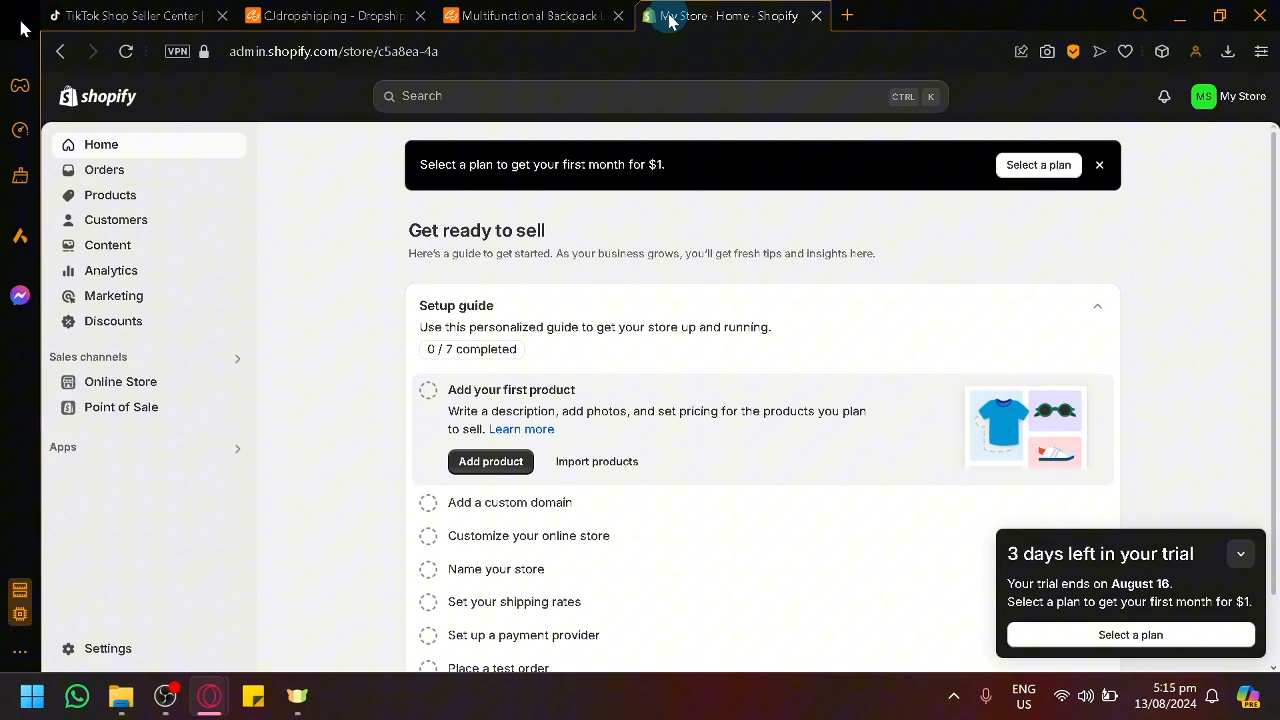 TikTok Shop Seller Center |
CJdropshipping - Dropship
Multifunctional Backpack L
My Store · Home · Shopify
VPN
admin.shopify.com/store/c5a8ea-4a
shopify
Search
CTRL K
MS
My Store
Home
Orders
Products
Customers
Content
Analytics
Marketing
Discounts
Sales channels
Online Store
Point of Sale
Apps
Settings
Select a plan to get your first month for $1.
Select a plan
Get ready to sell
Here's a guide to get started. As your business grows, you'll get fresh tips and insights here.
Setup guide
Use this personalized guide to get your store up and running.
0 / 7 completed
Add your first product
Write a description, add photos, and set pricing for the products you plan
to sell. Learn more
Add product
Import products
Add a custom domain
Customize your online store
Name your store
Set your shipping rates
Set up a payment provider
Place a test order
3 days left in your trial
Your trial ends on August 16.
Select a plan to get your first month for $1.
Select a plan
ENG
US
5:15 pm
13/08/2024
PRE